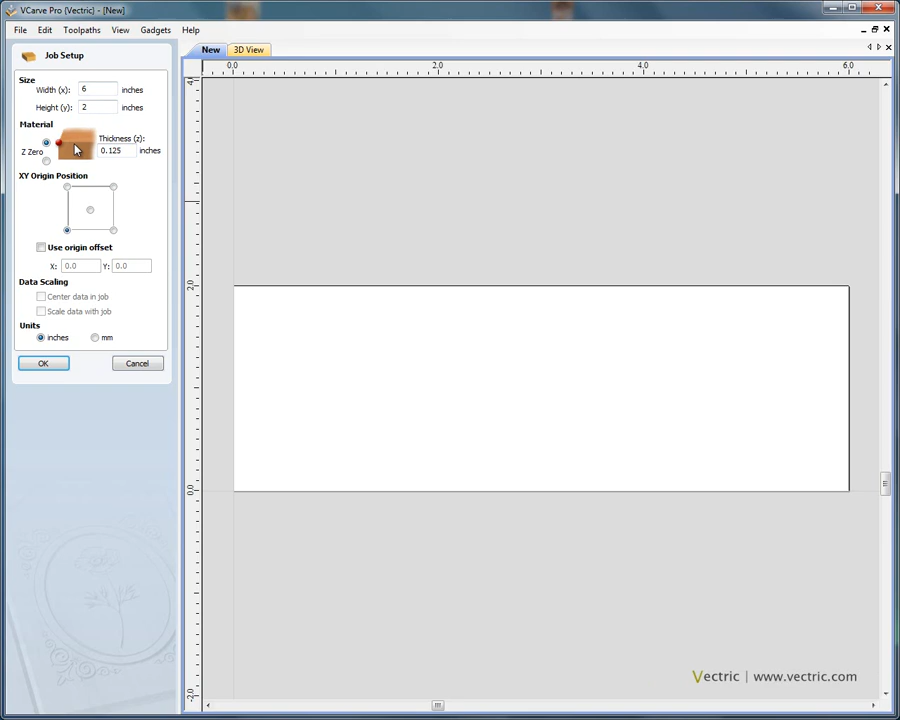 VCarve Pro {Vectric} - [New]
File Edit Toolpaths View Gadgets Help
Job Setup
New 3D View
Size
Width (x): 6 inches
Height (y): 2 inches
Material
Thickness (z):
Z Zero 0.125 inches
XY Origin Position
Use origin offset
X: 0.0 Y: 0.0
Data Scaling
Center data in job
Scale data with job
Units
inches mm
OK Cancel
0.0 2.0 4.0 6.0
4
2.0
0.0
-2.0
Vectric | www.vectric.com